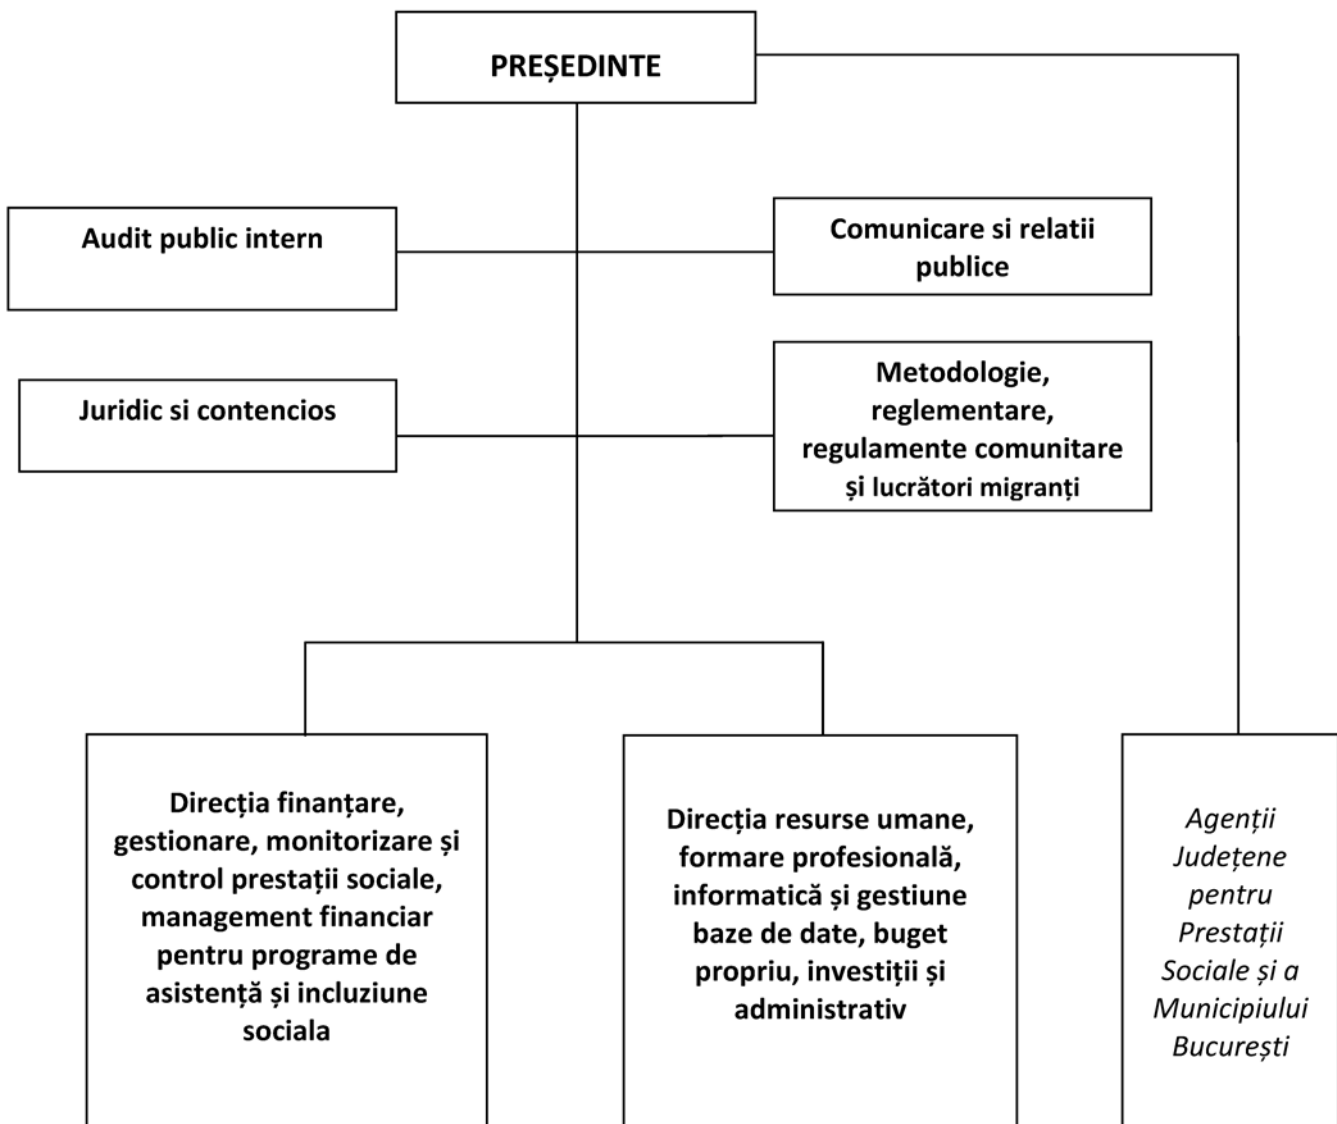 PREȘEDINTE
Audit public intern
Comunicare si relatii
publice
Juridic si contencios
Metodologie,
reglementare,
regulamente comunitare
și lucrători migranți
Direcția finanțare,
gestionare, monitorizare și
control prestații sociale,
management financiar
pentru programe de
asistență și incluziune
sociala
Direcția resurse umane,
formare profesională,
informatică și gestiune
baze de date, buget
propriu, investiții și
administrativ
Agenții
Județene
pentru
Prestații
Sociale și a
Municipiului
București